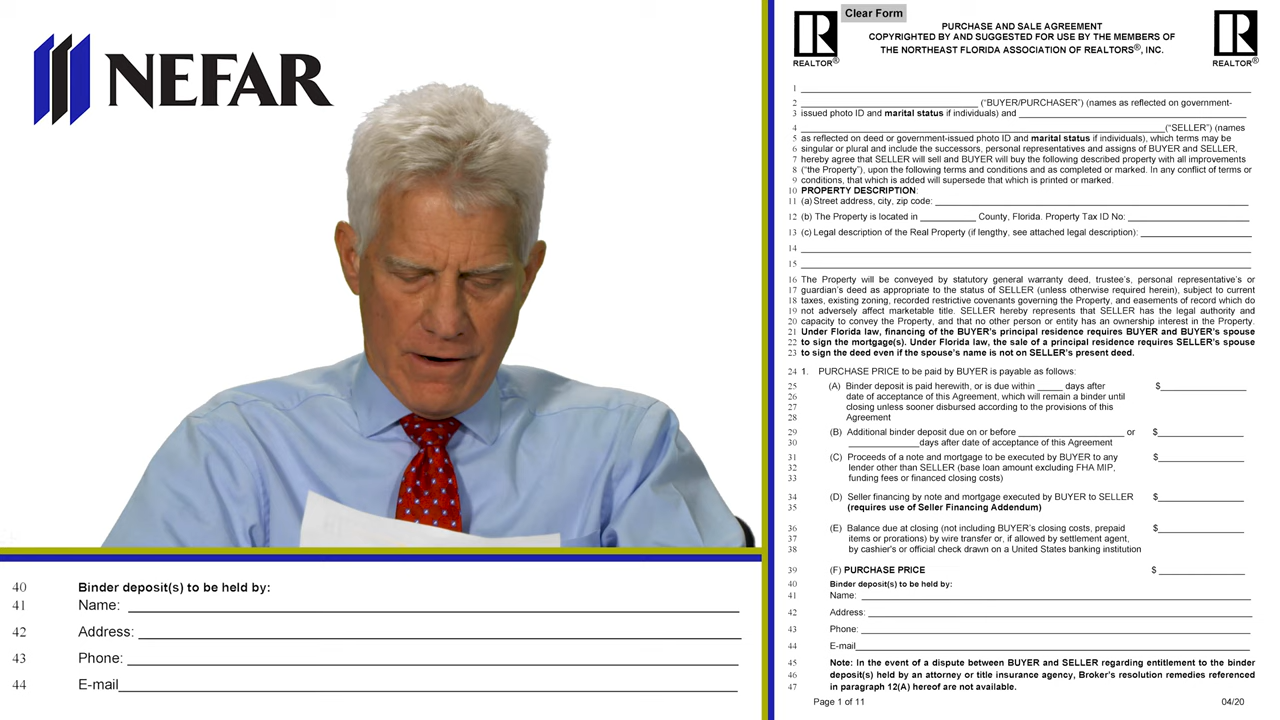 NEFAR
40 Binder deposit(s) to be held by:
41 Name: ____________________
42 Address: ____________________
43 Phone: ____________________
44 E-mail____________________
Clear Form
REALTOR®
REALTOR®
PURCHASE AND SALE AGREEMENT
COPYRIGHTED BY AND SUGGESTED FOR USE BY THE MEMBERS OF
THE NORTHEAST FLORIDA ASSOCIATION OF REALTORS®, INC.
1 ____________________
2 ____________________ (“BUYER/PURCHASER”) (names as reflected on government-
3 issued photo ID and marital status if individuals) and ____________________
4 ____________________(“SELLER”) (names
5 as reflected on deed or government-issued photo ID and marital status if individuals), which terms may be
6 singular or plural and include the successors, personal representatives and assigns of BUYER and SELLER,
7 hereby agree that SELLER will sell and BUYER will buy the following described property with all improvements
8 (“the Property”), upon the following terms and conditions and as completed or marked. In any conflict of terms or
9 conditions, that which is added will supersede that which is printed or marked.
10 PROPERTY DESCRIPTION:
11 (a) Street address, city, zip code: ____________________
12 (b) The Property is located in ___________ County, Florida. Property Tax ID No: ____________________
13 (c) Legal description of the Real Property (if lengthy, see attached legal description): ____________________
14 ____________________
15 ____________________
16 The Property will be conveyed by statutory general warranty deed, trustee’s, personal representative’s or
17 guardian’s deed as appropriate to the status of SELLER (unless otherwise required herein), subject to current
18 taxes, existing zoning, recorded restrictive covenants governing the Property, and easements of record which do
19 not adversely affect marketable title. SELLER hereby represents that SELLER has the legal authority and
20 capacity to convey the Property, and that no other person or entity has an ownership interest in the Property.
21 Under Florida law, financing of the BUYER’s principal residence requires BUYER and BUYER’s spouse
22 to sign the mortgage(s). Under Florida law, the sale of a principal residence requires SELLER’s spouse
23 to sign the deed even if the spouse’s name is not on SELLER’s present deed.
24 1. PURCHASE PRICE to be paid by BUYER is payable as follows:
25 (A) Binder deposit is paid herewith, or is due within _____ days after $____________________
26 date of acceptance of this Agreement, which will remain a binder until
27 closing unless sooner disbursed according to the provisions of this
28 Agreement
29 (B) Additional binder deposit due on or before ____________________ or $____________________
30 ______________days after date of acceptance of this Agreement
31 (C) Proceeds of a note and mortgage to be executed by BUYER to any $____________________
32 lender other than SELLER (base loan amount excluding FHA MIP,
33 funding fees or financed closing costs)
34 (D) Seller financing by note and mortgage executed by BUYER to SELLER $____________________
35 (requires use of Seller Financing Addendum)
36 (E) Balance due at closing (not including BUYER’s closing costs, prepaid $____________________
37 items or prorations) by wire transfer or, if allowed by settlement agent,
38 by cashier's or official check drawn on a United States banking institution
39 (F) PURCHASE PRICE $ ____________________
40 Binder deposit(s) to be held by:
41 Name: ____________________
42 Address: ____________________
43 Phone: ____________________
44 E-mail____________________
45 Note: In the event of a dispute between BUYER and SELLER regarding entitlement to the binder
46 deposit(s) held by an attorney or title insurance agency, Broker’s resolution remedies referenced
47 in paragraph 12(A) hereof are not available.
Page 1 of 11 04/20